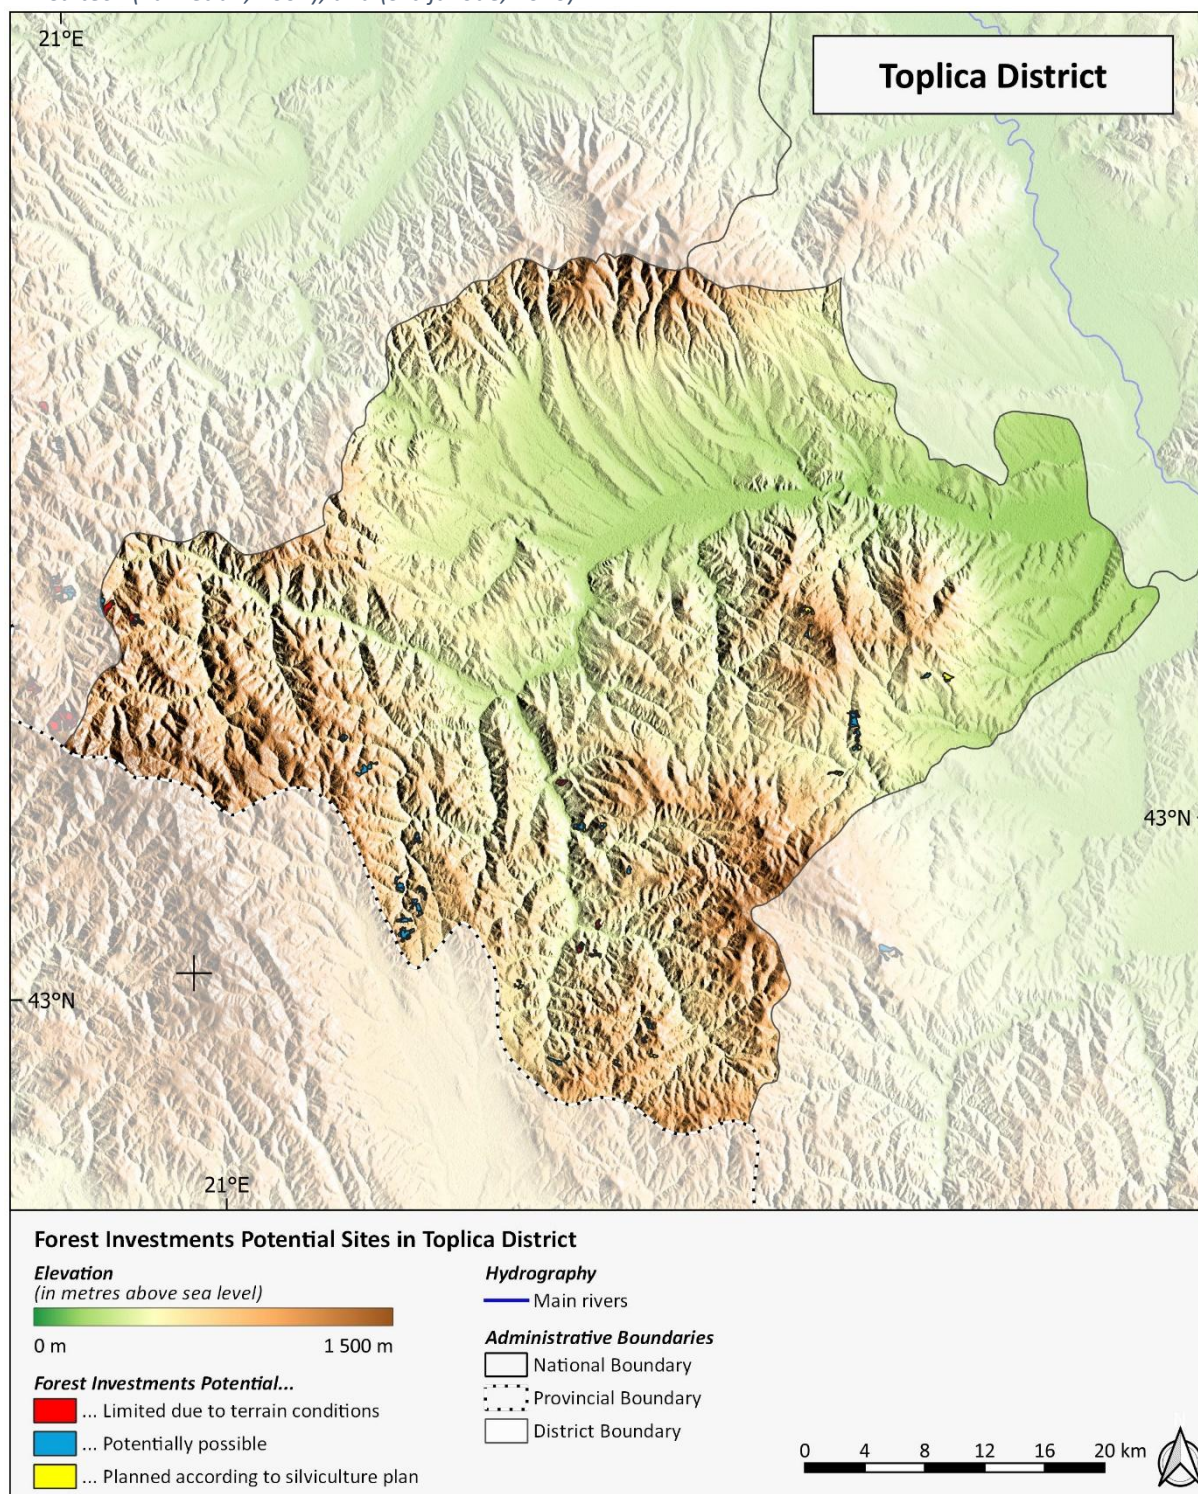 21°E
Toplica District
43°N
43°N
21°E
Forest Investments Potential Sites in Toplica District
Elevation
(in metres above sea level)
0 m 1 500 m
Forest Investments Potential...
... Limited due to terrain conditions
... Potentially possible
... Planned according to silviculture plan
Hydrography
Main rivers
Administrative Boundaries
National Boundary
Provincial Boundary
District Boundary
0 4 8 12 16 20 km